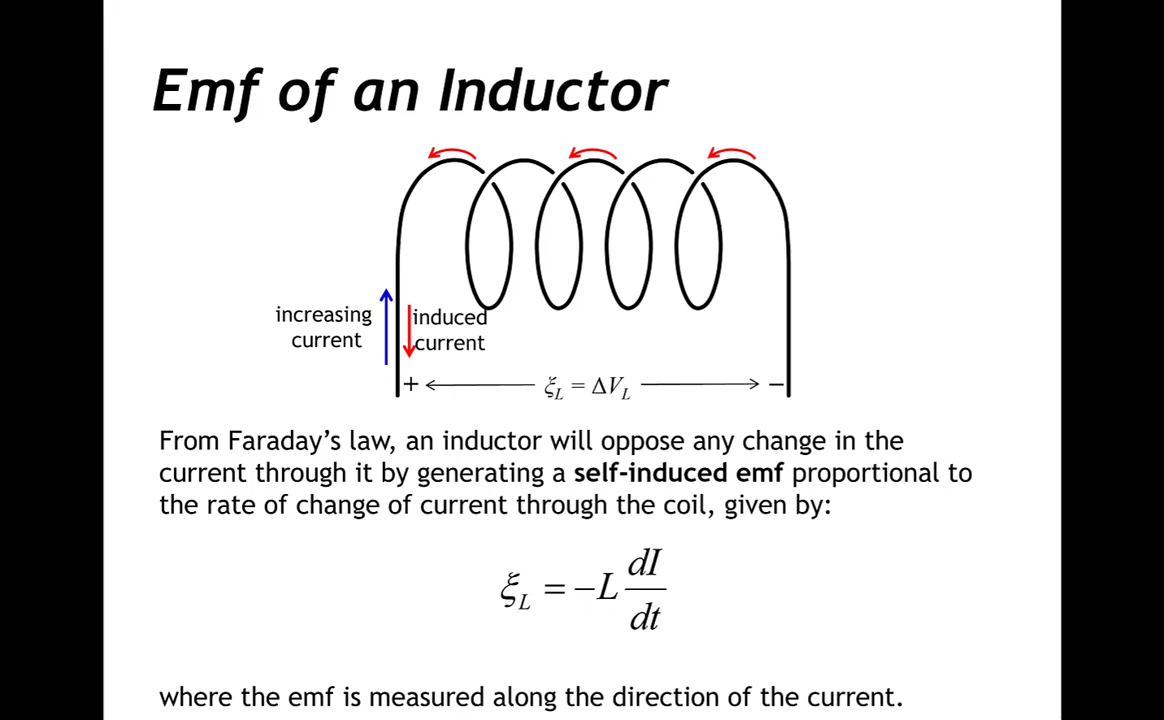 Emf of an Inductor
increasing
current
induced
current
+ ξL = ΔVL −
From Faraday’s law, an inductor will oppose any change in the
current through it by generating a self-induced emf proportional to
the rate of change of current through the coil, given by:
ξL = −L dI/dt
where the emf is measured along the direction of the current.